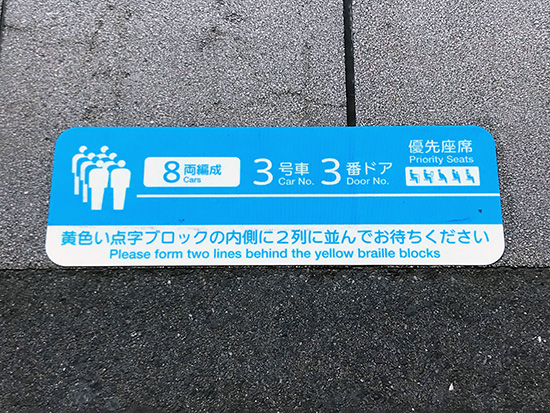 8両編成 3号車 3番ドア 優先座席
Cars Car No. Door No. Priority Seats
黄色い点字ブロックの内側に2列に並んでお待ちください
Please form two lines behind the yellow braille blocks